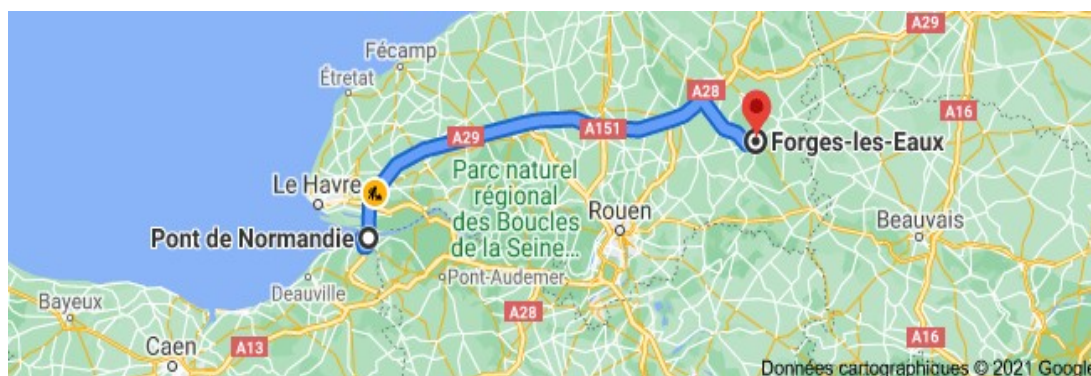 A29
Fécamp
Étretat
A28
A16
A29
A151
Forges-les-Eaux
Parc naturel
régional
des Boucles
de la Seine...
Le Havre
Rouen
Beauvais
Pont de Normandie
Deauville
Pont-Audemer
Bayeux
A28
Caen
A13
A16
Données cartographiques © 2021 Google